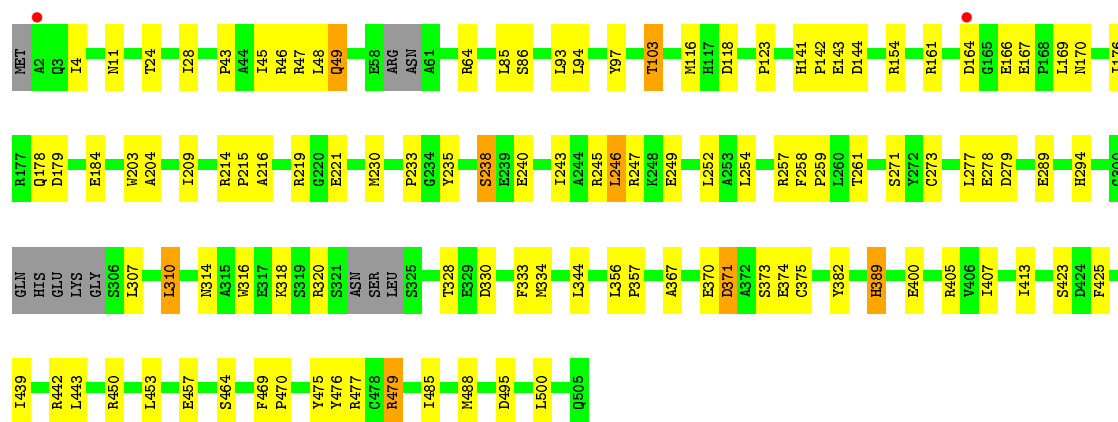 MET A2 Q3 I4 N11 T24 I28 P43 A44 I45 R46 R47 L48 Q49 E58 ARG ASN A61 R64 L85 S86 L93 L94 Y97 T103 M116 H117 D118 P123 H141 P142 E143 D144 R154 R161 D164 G165 E166 E167 P168 L169 N170 I176
R177 Q178 D179 E184 W203 A204 I209 R214 P215 A216 R219 G220 E221 M230 P233 G234 Y235 S238 E239 E240 I243 A244 R245 L246 R247 K248 E249 L252 A253 L254 R257 F258 P259 L260 T261 S271 Y272 C273 L277 E278 D279 E289 H294
GLN HIS GLU LYS GLY S306 L307 L310 N314 A315 W316 E317 K318 S319 R320 S321 ASN SER LEU S325 T328 E329 D330 F333 M334 L344 L356 P357 A367 E370 D371 A372 S373 E374 C375 Y382 H389 E400 R405 V406 I407 I413 S423 D424 F425
I439 R442 L443 R450 L453 E457 S464 F469 P470 Y475 Y476 R477 C478 R479 I485 M488 D495 L500 Q505